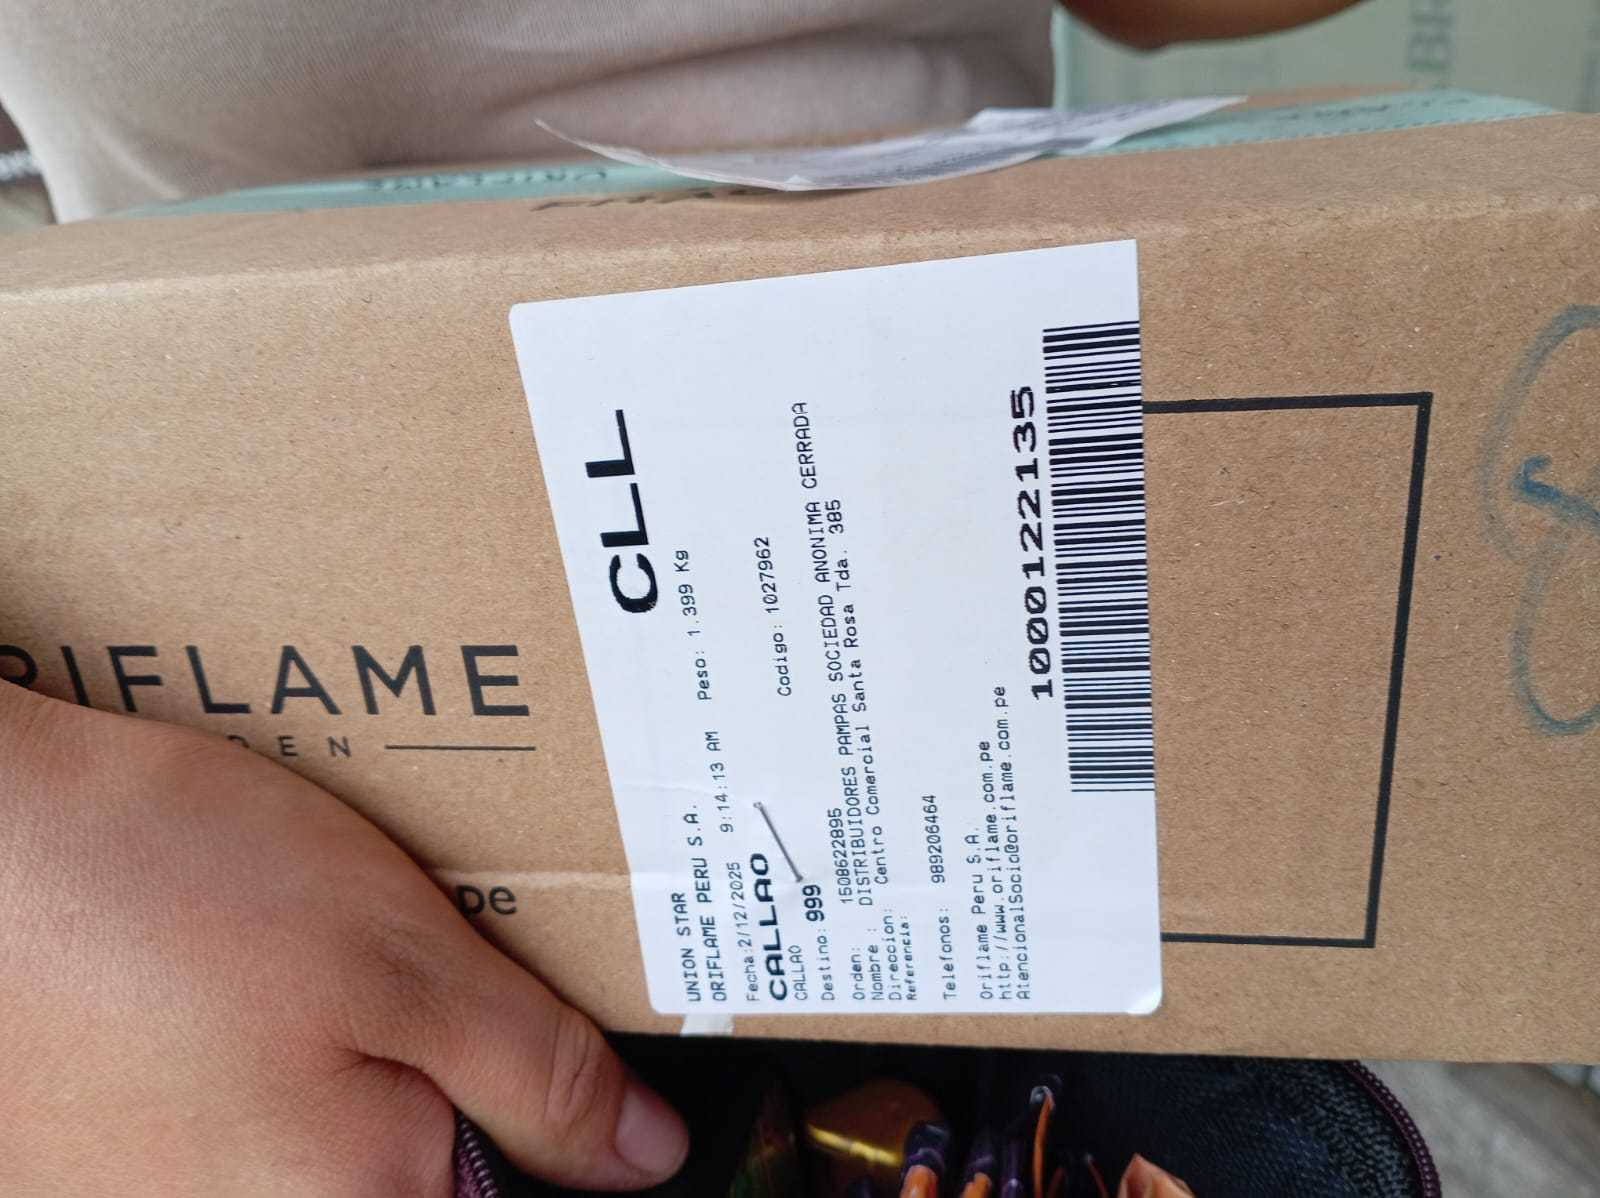 ORIFLAME
pe
CLL
UNION STAR
ORIFLAME PERU S.A.
Fecha:2/12/2025 9:14:13 AM Peso: 1.399 Kg
CALLAO
CALLAO Codigo: 1027962
Destino: 999
Orden: 1508622895
Nombre : DISTRIBUIDORES PAMPAS SOCIEDAD ANONIMA CERRADA
Direccion: Centro Comercial Santa Rosa Tda. 385
Referencia:
Telefonos: 989206464
Oriflame Peru S.A.
http://www.oriflame.com.pe
AtencionalSocio@oriflame.com.pe
1000122135